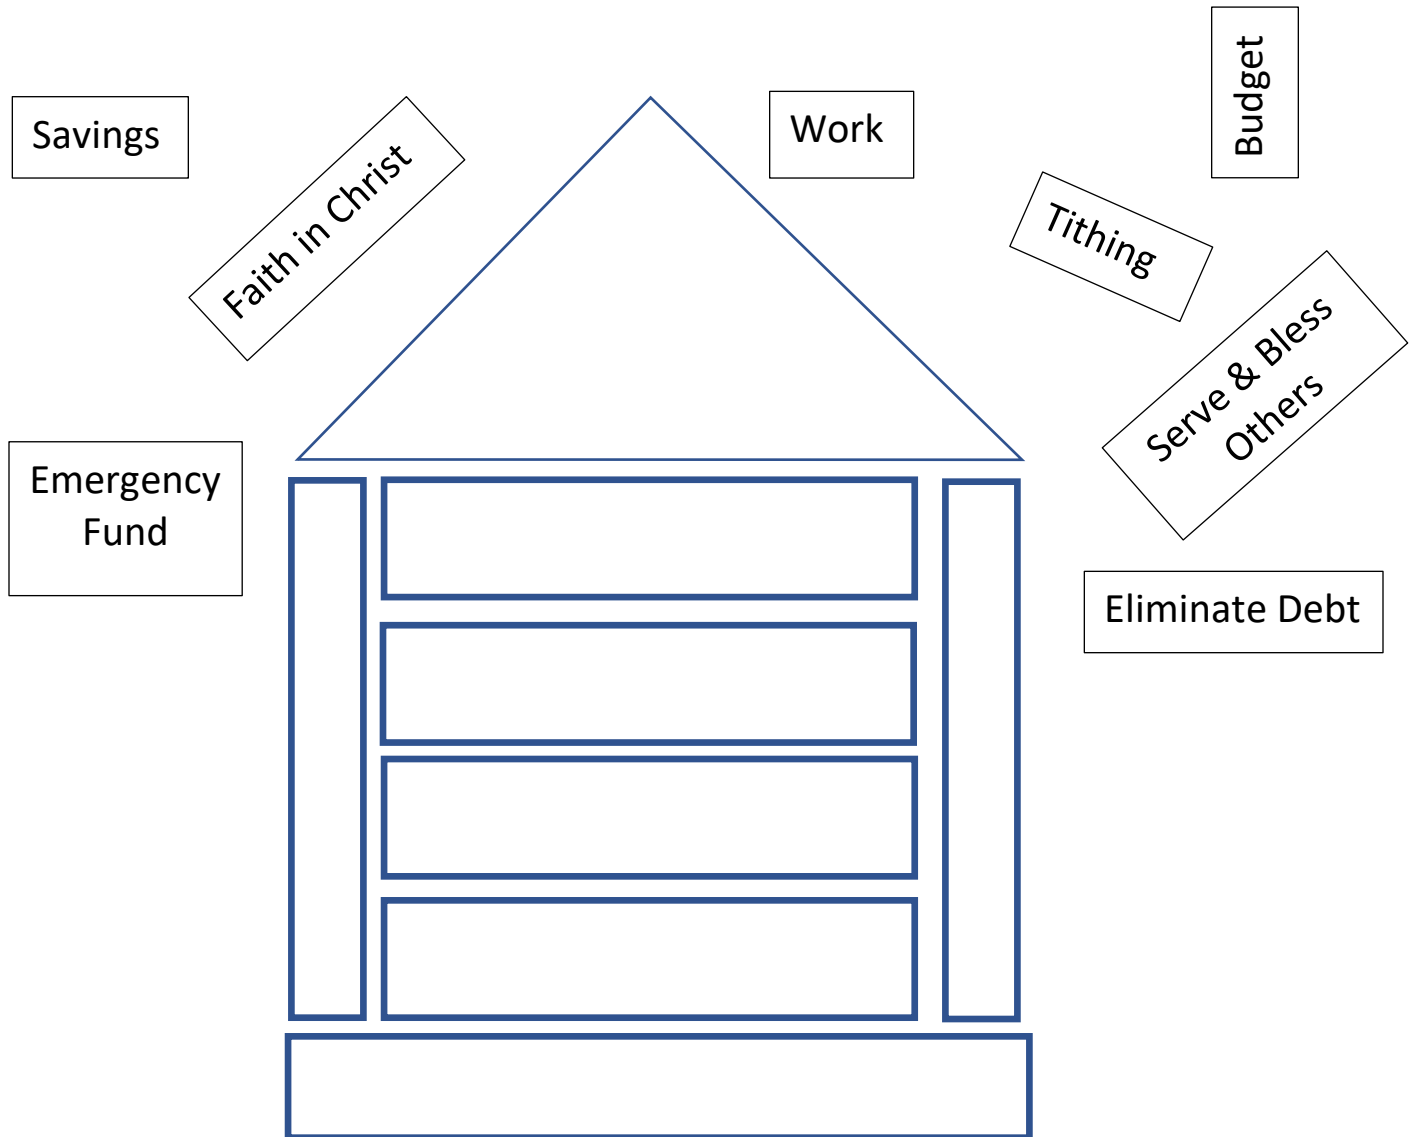 Budget
Savings
Work
Faith in Christ
Tithing
Serve & Bless
Others
Emergency
Fund
Eliminate Debt